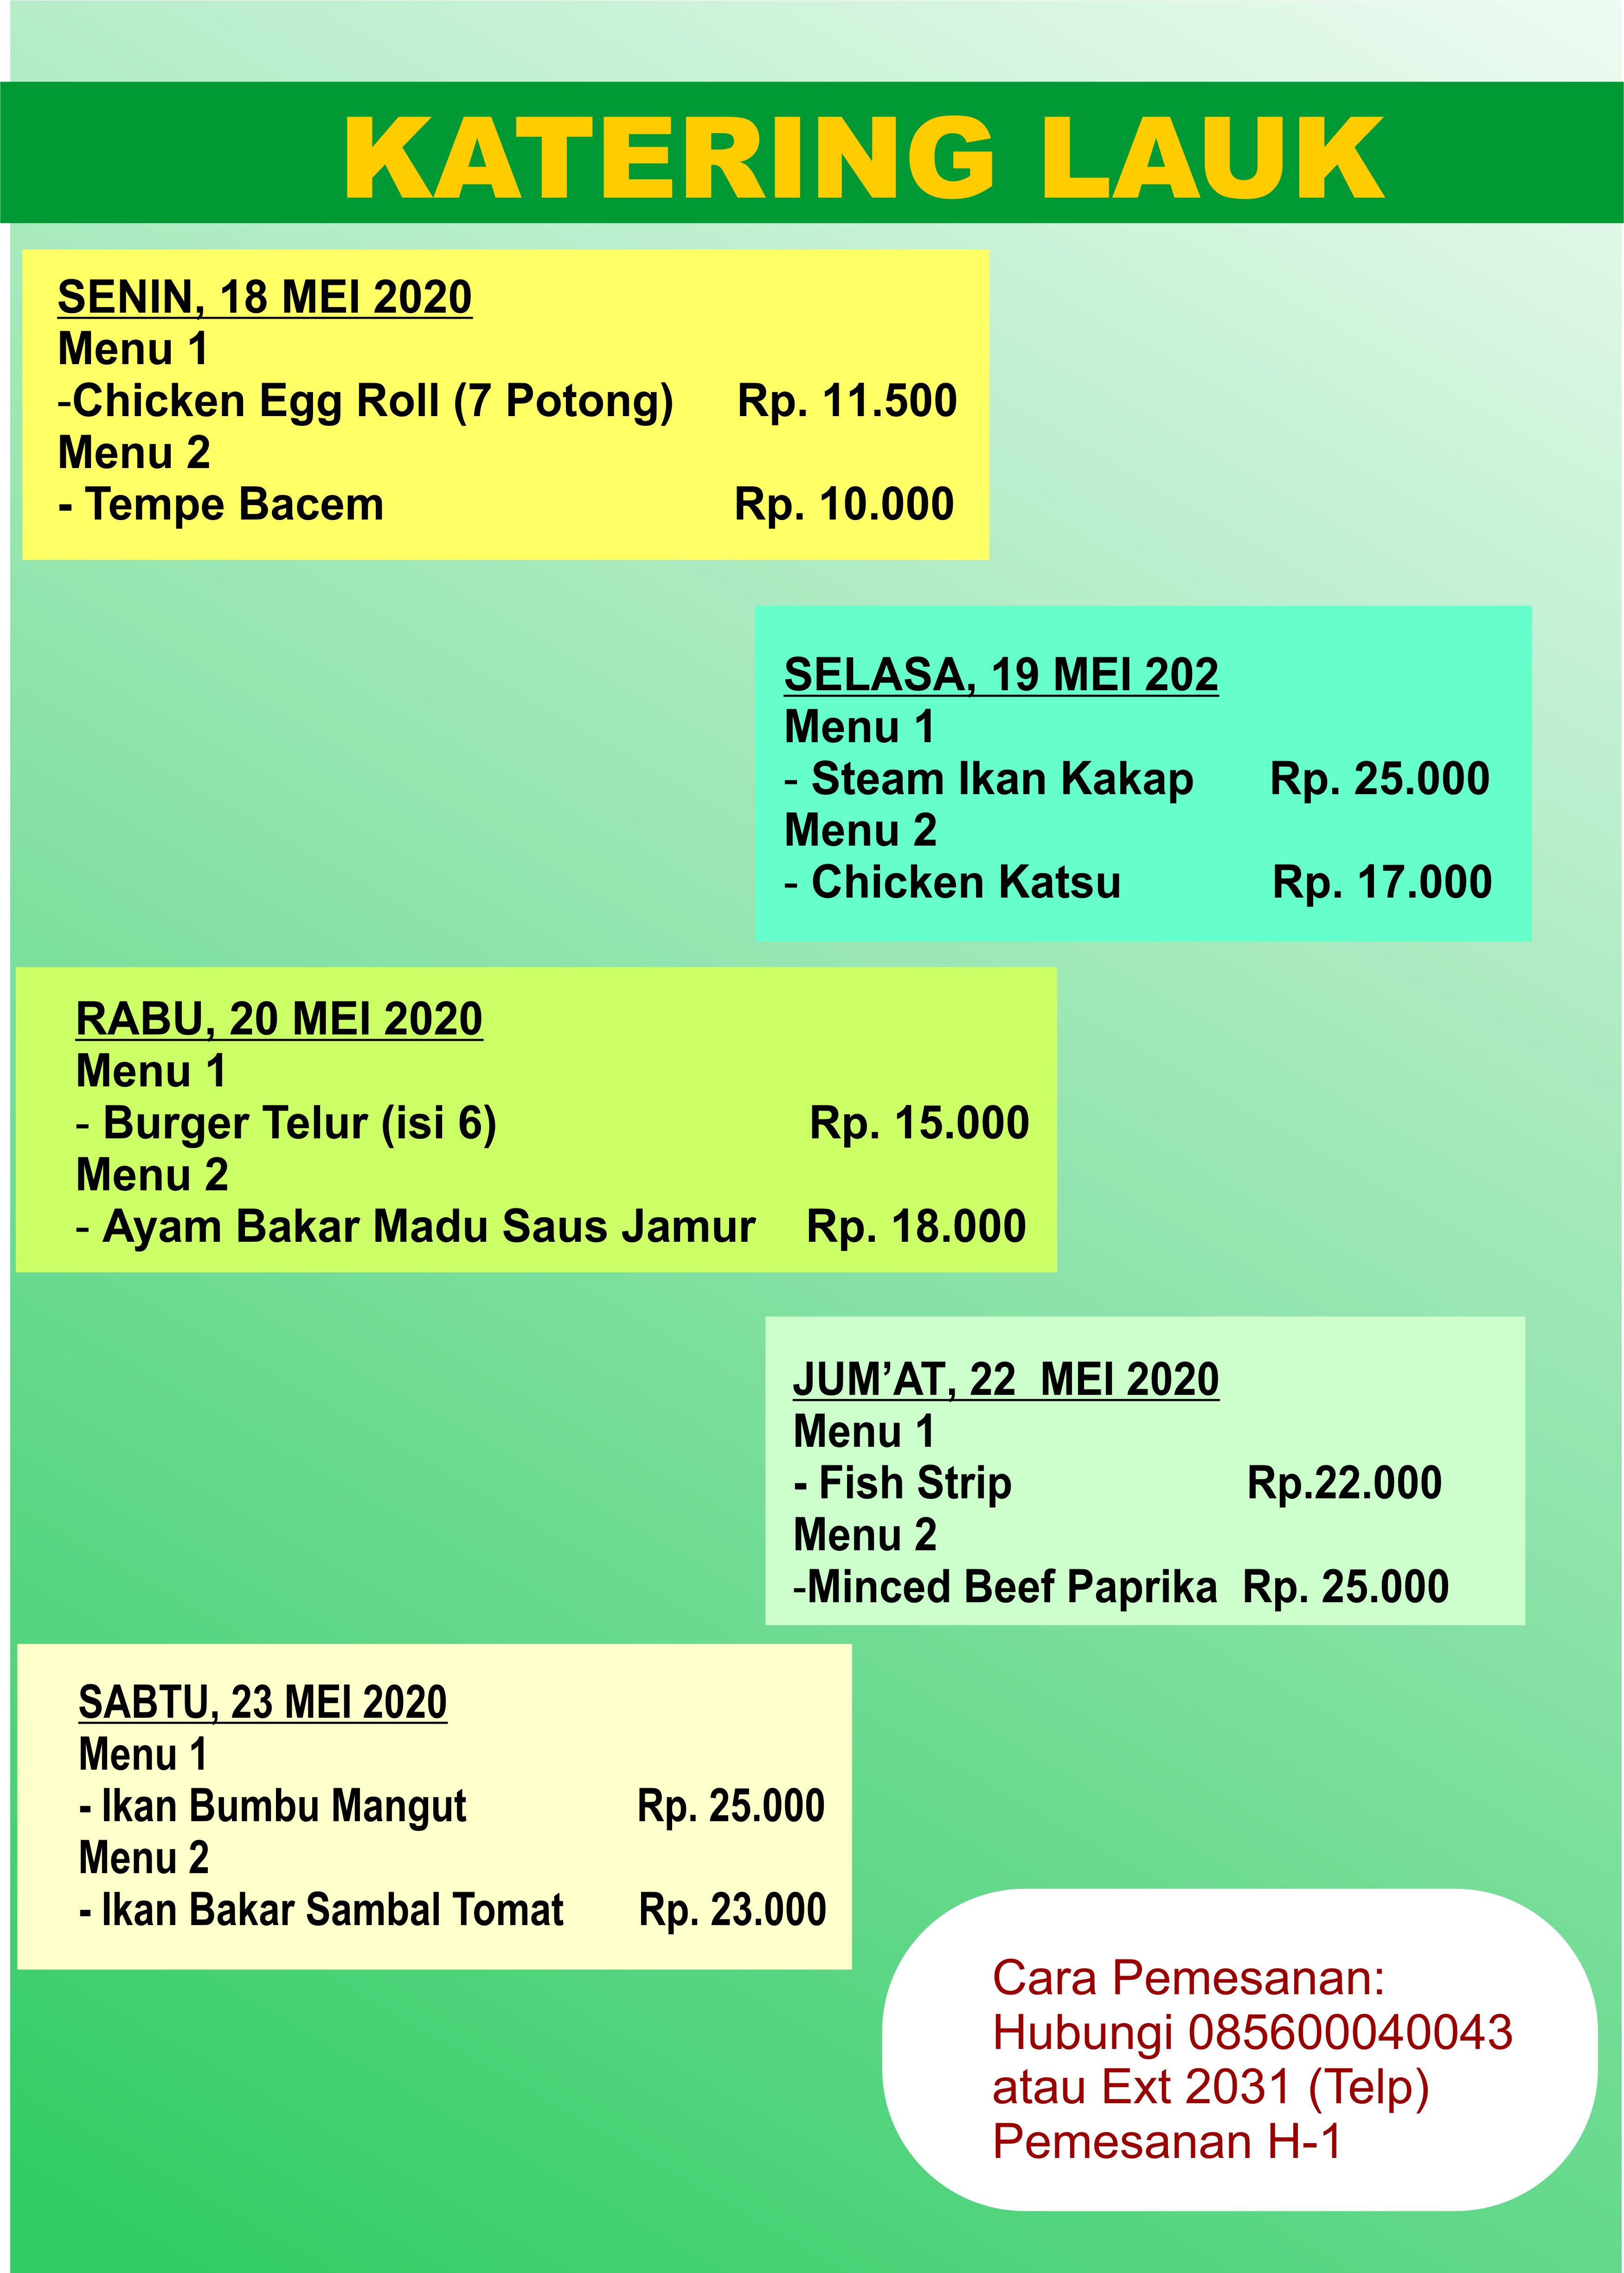 KATERING LAUK
SENIN, 18 MEI 2020
Menu 1
-Chicken Egg Roll (7 Potong) Rp. 11.500
Menu 2
- Tempe Bacem Rp. 10.000
SELASA, 19 MEI 202
Menu 1
- Steam Ikan Kakap Rp. 25.000
Menu 2
- Chicken Katsu Rp. 17.000
RABU, 20 MEI 2020
Menu 1
- Burger Telur (isi 6) Rp. 15.000
Menu 2
- Ayam Bakar Madu Saus Jamur Rp. 18.000
JUM’AT, 22 MEI 2020
Menu 1
- Fish Strip Rp.22.000
Menu 2
-Minced Beef Paprika Rp. 25.000
SABTU, 23 MEI 2020
Menu 1
- Ikan Bumbu Mangut Rp. 25.000
Menu 2
- Ikan Bakar Sambal Tomat Rp. 23.000
Cara Pemesanan:
Hubungi 085600040043
atau Ext 2031 (Telp)
Pemesanan H-1